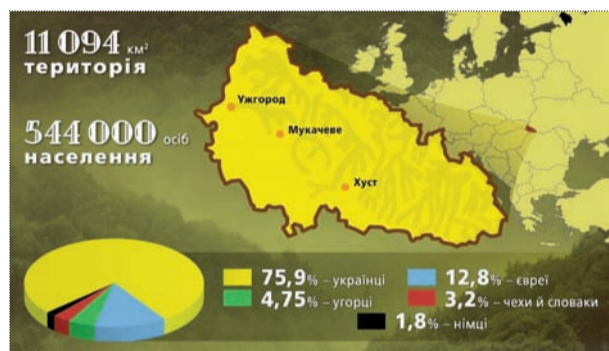 11 094 км²
територія
544 000 осіб
населення
Ужгород
Мукачеве
Хуст
75,9% – українці
12,8% – євреї
4,75% – угорці
3,2% – чехи й словаки
1,8% – німці